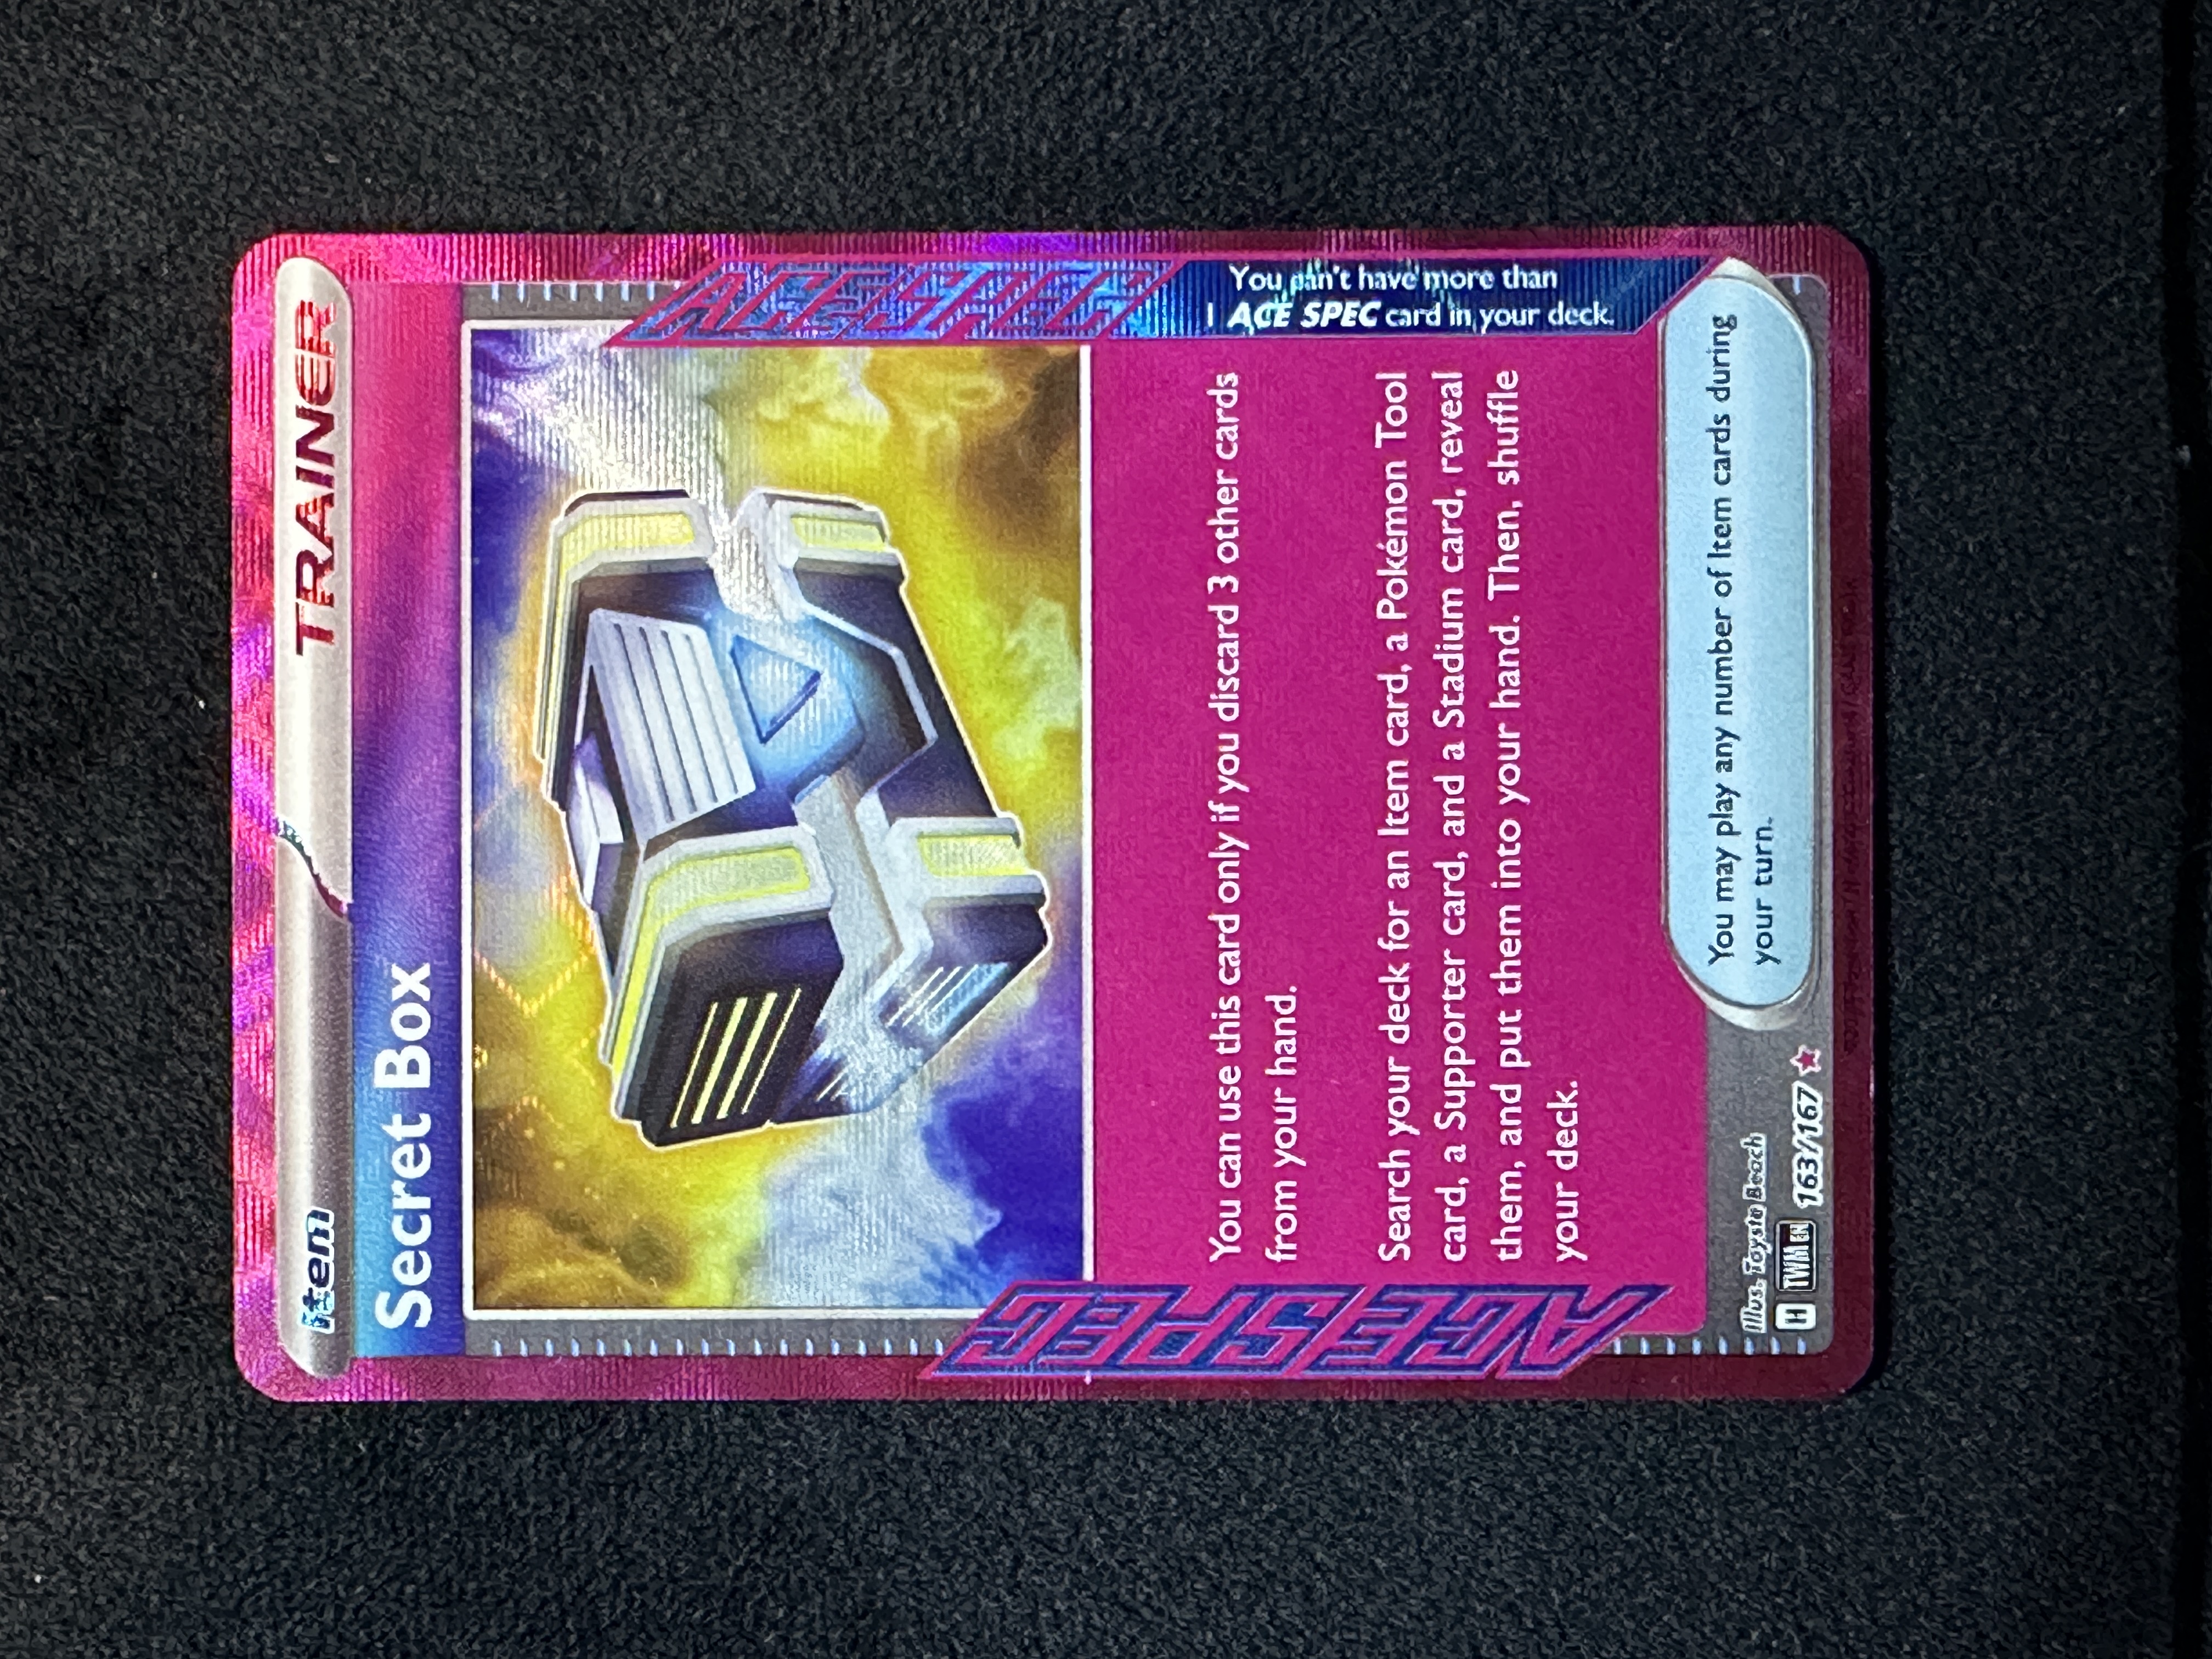 Item
TRAINER
Secret Box
ACE SPEC
You can't have more than
1 ACE SPEC card in your deck.
You can use this card only if you discard 3 other cards
from your hand.
Search your deck for an Item card, a Pokémon Tool
card, a Supporter card, and a Stadium card, reveal
them, and put them into your hand. Then, shuffle
your deck.
ACE SPEC
You may play any number of Item cards during
your turn.
Illus. Toyste Beach
H TWM EN 163/167